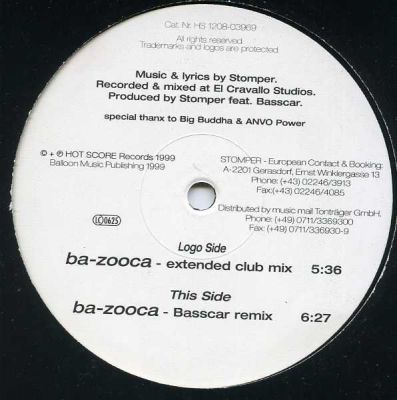 Cat. Nr. HS 1208-03969
All rights reserved
Trademarks and logos are protected
Music & lyrics by Stomper.
Recorded & mixed at El Cravallo Studios.
Produced by Stomper feat. Basscar.
special thanx to Big Buddha & ANVO Power
© + ℗ HOT SCORE Records 1999
Balloon Music Publishing 1999
STOMPER - European Contact & Booking:
A-2201 Gerasdorf, Ernst Winklergasse 13
Phone: (+43) 02246/3913
Fax:(+43) 02246/4085
Distributed by music mail Tonträger GmbH.
Phone: (+49) 0711/3369300
Fax: (+49) 0711/336930-9
LC0625
Logo Side
ba-zooca - extended club mix 5:36
This Side
ba-zooca - Basscar remix 6:27